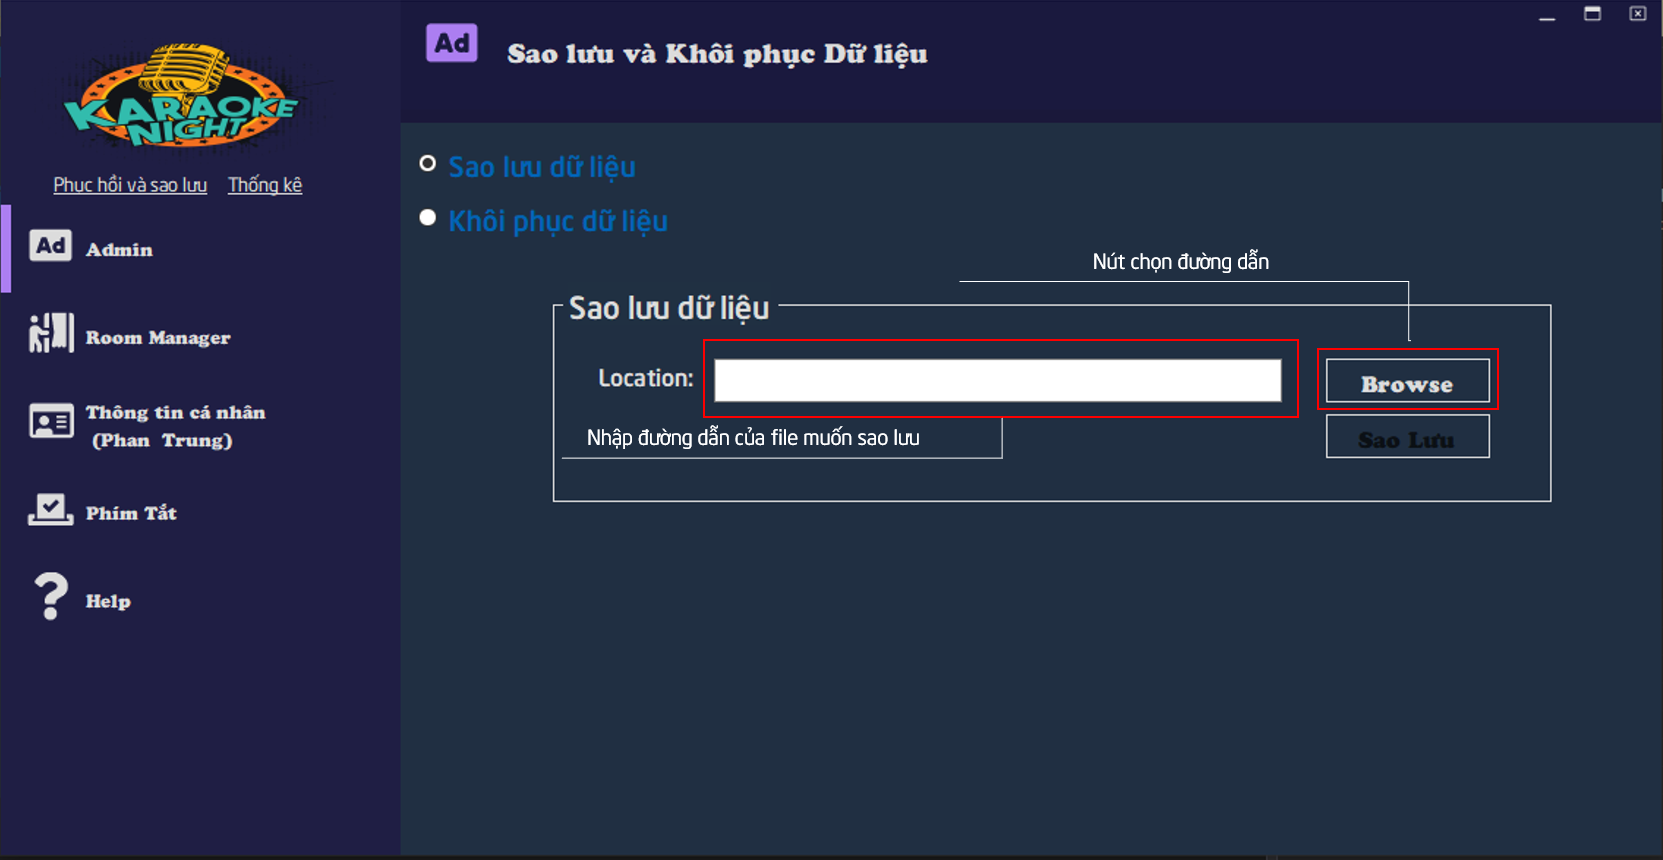 Ad
Sao lưu và Khôi phục Dữ liệu
KARAOKE
NIGHT
Phục hồi và sao lưu Thống kê
Ad Admin
Room Manager
Thông tin cá nhân
(Phan Trung)
Phím Tắt
Help
Sao lưu dữ liệu
Khôi phục dữ liệu
Nút chọn đường dẫn
Sao lưu dữ liệu
Location:
Browse
Nhập đường dẫn của file muốn sao lưu
Sao Lưu